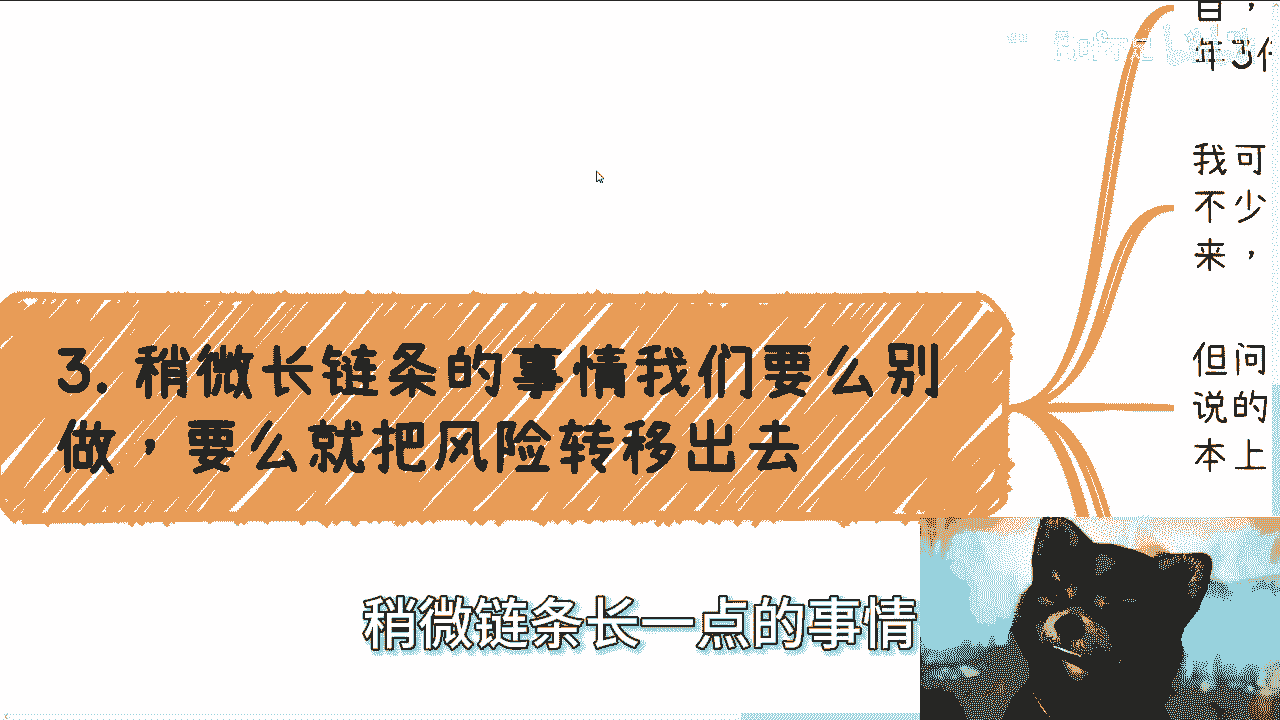 年3
我可
不少
来，
3. 稍微长链条的事情我们要么别
做，要么就把风险转移出去
但问
说的
本上
稍微链条长一点的事情